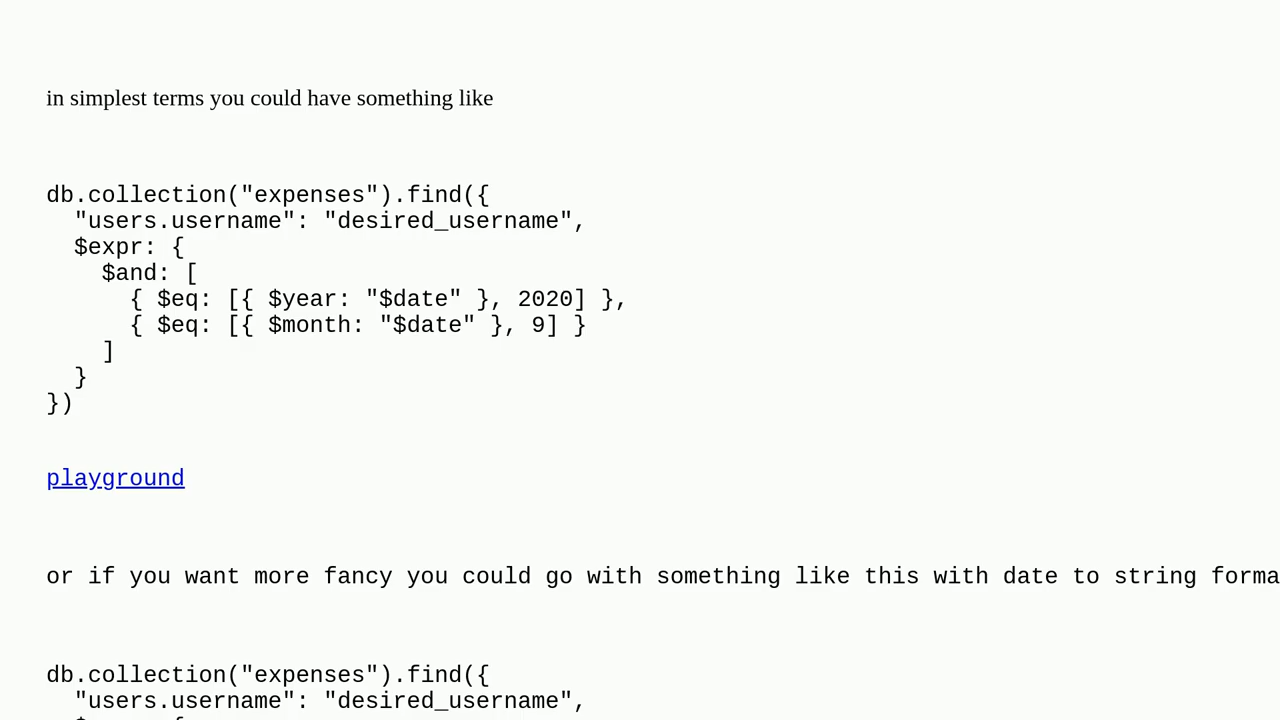 in simplest terms you could have something like
db.collection("expenses").find({
  "users.username": "desired_username",
  $expr: {
    $and: [
      { $eq: [{ $year: "$date" }, 2020] },
      { $eq: [{ $month: "$date" }, 9] }
    ]
  }
})
playground
or if you want more fancy you could go with something like this with date to string forma
db.collection("expenses").find({
  "users.username": "desired_username",